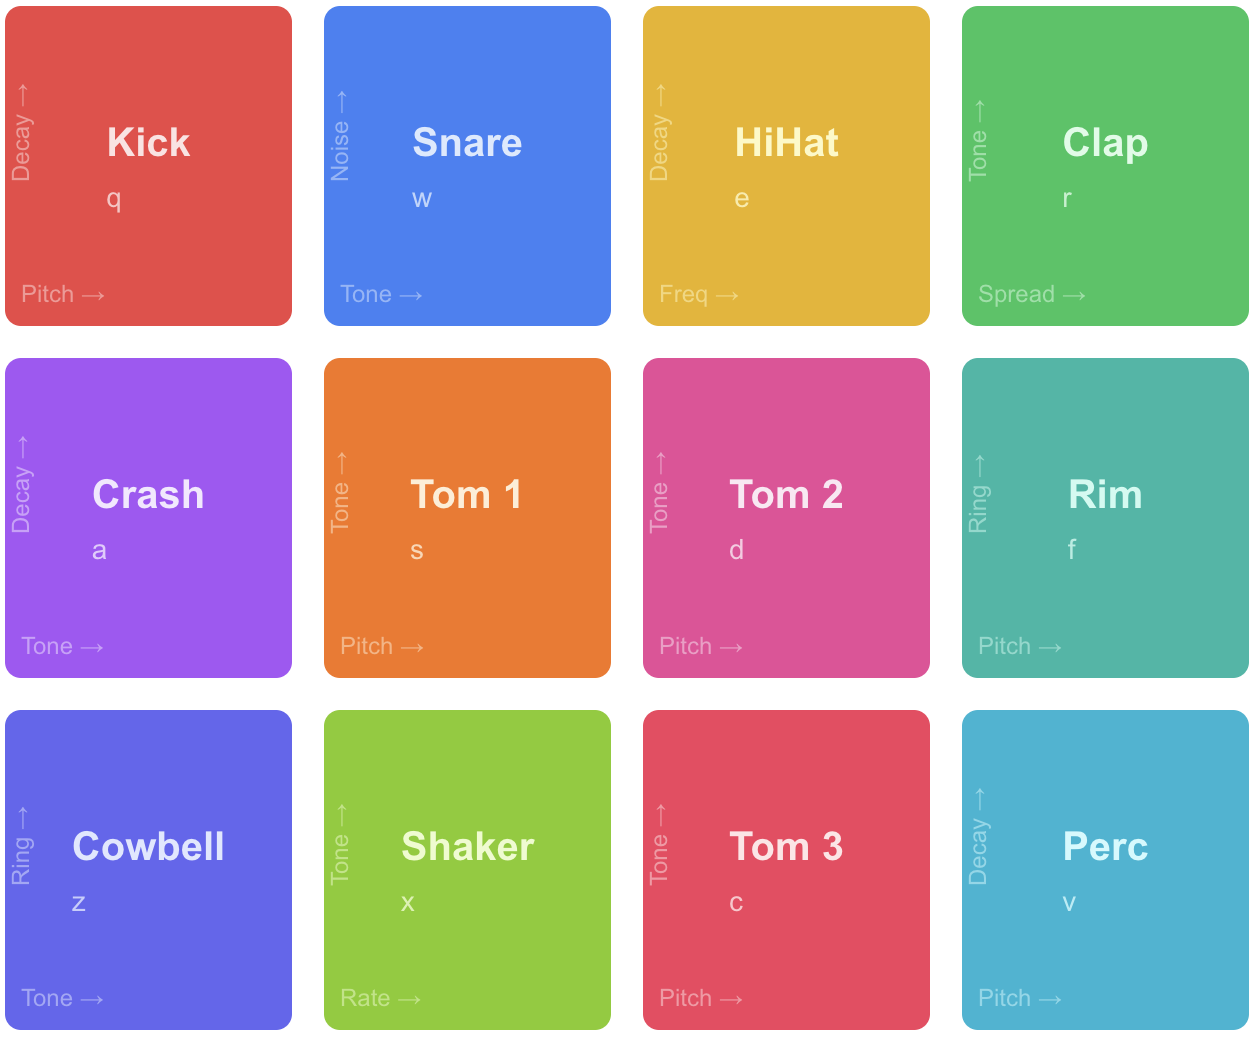 Decay →
Kick
q
Pitch →
Noise →
Snare
w
Tone →
Decay →
HiHat
e
Freq →
Tone →
Clap
r
Spread →
Decay →
Crash
a
Tone →
Tone →
Tom 1
s
Pitch →
Tone →
Tom 2
d
Pitch →
Ring →
Rim
f
Pitch →
Ring →
Cowbell
z
Tone →
Tone →
Shaker
x
Rate →
Tone →
Tom 3
c
Pitch →
Decay →
Perc
v
Pitch →